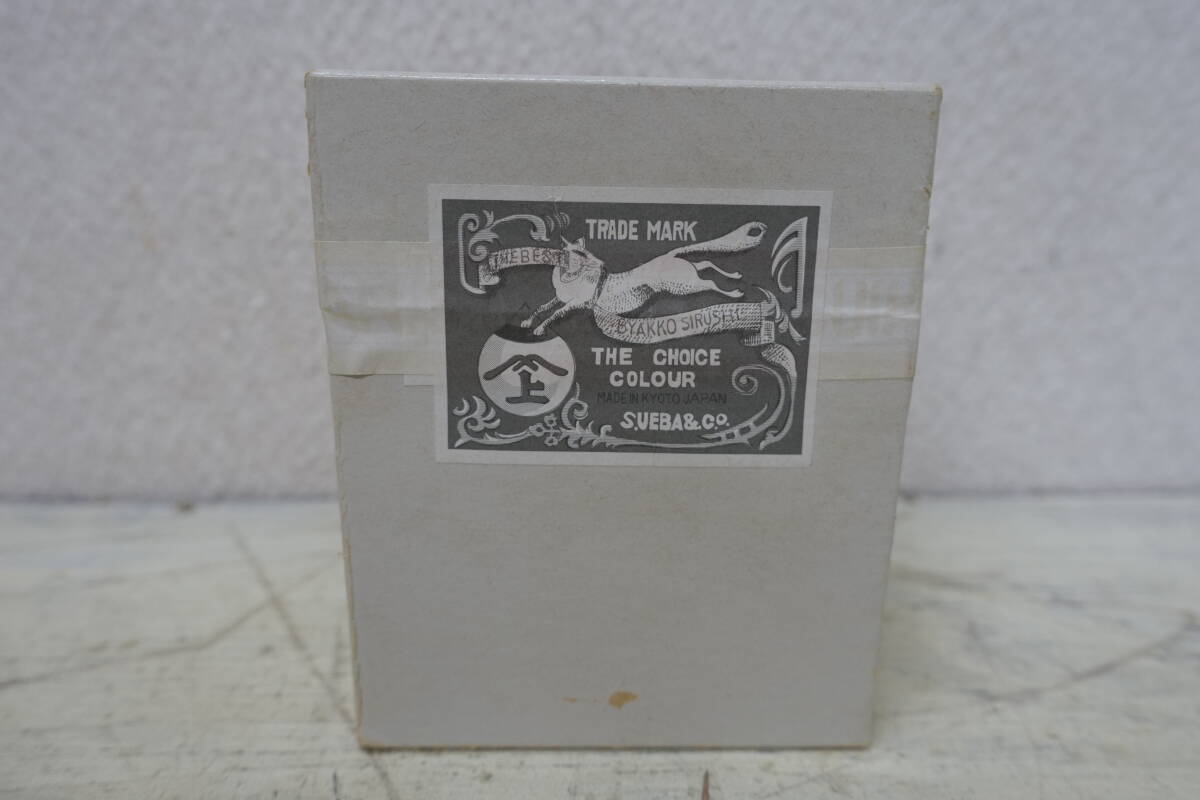 TRADE MARK
THE BEST
BYAKKO SIRUSHI
THE CHOICE
COLOUR
MADE IN KYOTO JAPAN
S.UEBA&Co.
上